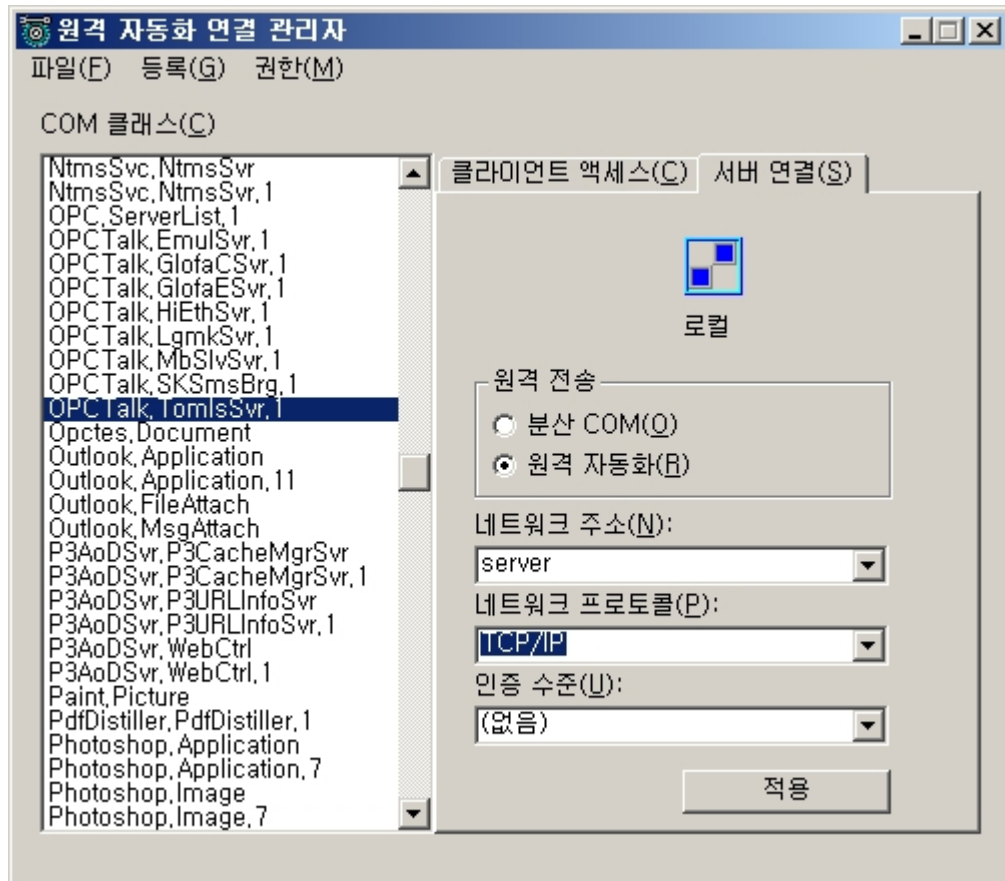 원격 자동화 연결 관리자
파일(F) 등록(G) 권한(M)
COM 클래스(C)
NtmsSvc,NtmsSvr
NtmsSvc,NtmsSvr,1
OPC,ServerList,1
OPCTalk,EmulSvr,1
OPCTalk,GlofaCSvr,1
OPCTalk,GlofaESvr,1
OPCTalk,HiEthSvr,1
OPCTalk,LgmkSvr,1
OPCTalk,MbSlvSvr,1
OPCTalk,SKSmsBrg,1
OPCTalk,TomlsSvr,1
Opctes,Document
Outlook,Application
Outlook,Application,11
Outlook,FileAttach
Outlook,MsgAttach
P3AoDSvr,P3CacheMgrSvr
P3AoDSvr,P3CacheMgrSvr,1
P3AoDSvr,P3URLInfoSvr
P3AoDSvr,P3URLInfoSvr,1
P3AoDSvr,WebCtrl
P3AoDSvr,WebCtrl,1
Paint,Picture
PdfDistiller,PdfDistiller,1
Photoshop,Application
Photoshop,Application,7
Photoshop,Image
Photoshop,Image,7
클라이언트 액세스(C) 서버 연결(S)
로컬
원격 전송
분산 COM(O)
원격 자동화(R)
네트워크 주소(N):
server
네트워크 프로토콜(P):
TCP/IP
인증 수준(U):
(없음)
적용